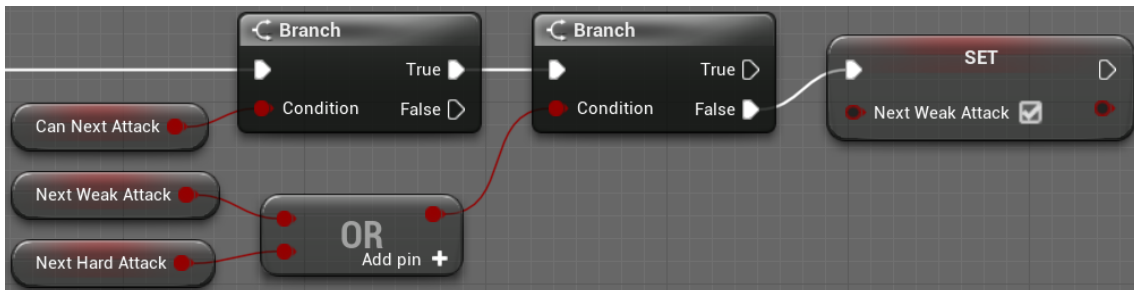 Branch
True
Condition
False
Branch
True
Condition
False
SET
Next Weak Attack
Can Next Attack
Next Weak Attack
Next Hard Attack
OR
Add pin